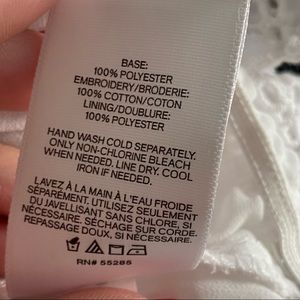 BASE:
100% POLYESTER
EMBROIDERY/BRODERIE:
100% COTTON/COTON
LINING/DOUBLURE:
100% POLYESTER
HAND WASH COLD SEPARATELY.
ONLY NON-CHLORINE BLEACH
WHEN NEEDED. LINE DRY. COOL
IRON IF NEEDED.
LAVEZ À LA MAIN À L'EAU FROIDE
SÉPARÉMENT. UTILISEZ SEULEMENT
DU JAVELLISANT SANS CHLORE, SI
NÉCESSAIRE. SÉCHAGE SUR CORDE.
REPASSAGE DOUX, SI NÉCESSAIRE.
RN# 55285